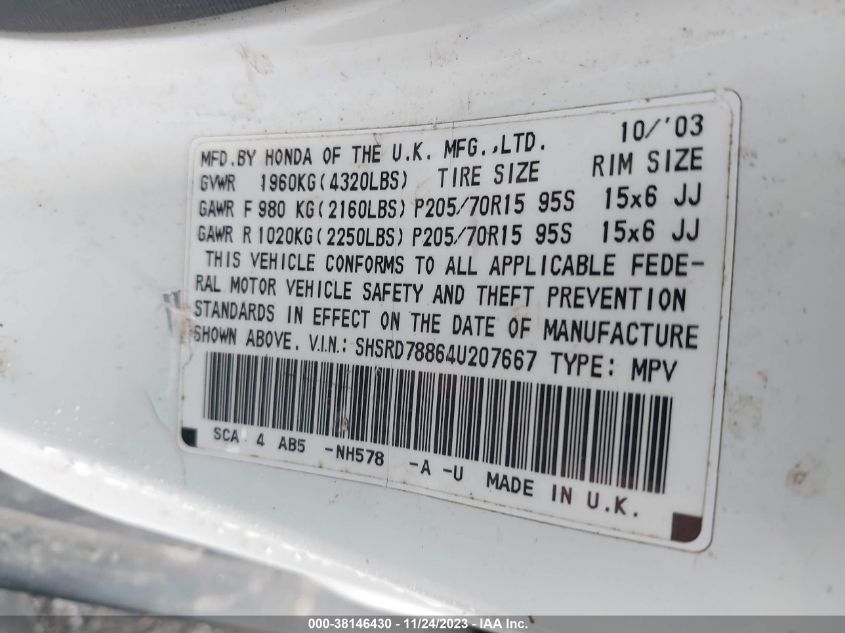 MFD.BY HONDA OF THE U.K. MFG.,LTD. 10/'03
GVWR 1960KG(4320LBS) TIRE SIZE RIM SIZE
GAWR F 980 KG(2160LBS) P205/70R15 95S 15x6 JJ
GAWR R 1020KG(2250LBS) P205/70R15 95S 15x6 JJ
THIS VEHICLE CONFORMS TO ALL APPLICABLE FEDE-
RAL MOTOR VEHICLE SAFETY AND THEFT PREVENTION
STANDARDS IN EFFECT ON THE DATE OF MANUFACTURE
SHOWN ABOVE. V.I.N.: SHSRD78864U207667 TYPE: MPV
SCA 4 AB5 -NH578 -A -U MADE IN U.K.
000-38146430 - 11/24/2023 - IAA Inc.